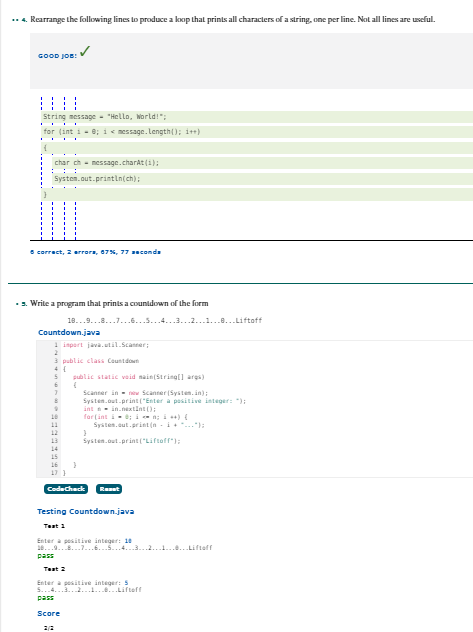 •• 4. Rearrange the following lines to produce a loop that prints all characters of a string, one per line. Not all lines are useful.
GOOD JOB! ✓
String message = "Hello, World!";
for (int i = 0; i < message.length(); i++)
{
char ch = message.charAt(i);
System.out.println(ch);
}
6 correct, 2 errors, 67%, 77 seconds
• 5. Write a program that prints a countdown of the form
10...9...8...7...6...5...4...3...2...1...0...Liftoff
Countdown.java
1 import java.util.Scanner;
2
3 public class Countdown
4 {
5 public static void main(String[] args)
6 {
7 Scanner in = new Scanner(System.in);
8 System.out.print("Enter a positive integer: ");
9 int n = in.nextInt();
10 for(int i = 0; i <= n; i ++) {
11 System.out.print(n - i + "...");
12 }
13 System.out.print("Liftoff");
14
15
16 }
17 }
CodeCheck Reset
Testing Countdown.java
Test 1
Enter a positive integer: 10
10...9...8...7...6...5...4...3...2...1...0...Liftoff
pass
Test 2
Enter a positive integer: 5
5...4...3...2...1...0...Liftoff
pass
Score
2/2